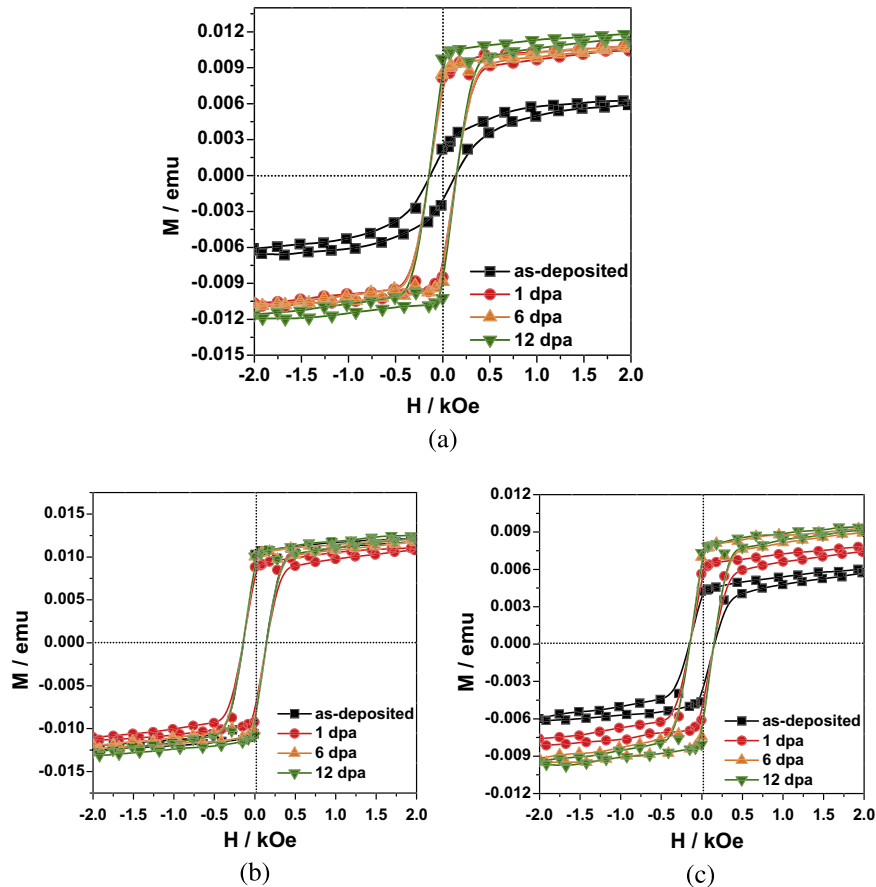 0.012
0.009
0.006
0.003
0.000
-0.003
-0.006
-0.009
-0.012
-0.015
M / emu
as-deposited
1 dpa
6 dpa
12 dpa
-2.0 -1.5 -1.0 -0.5 0.0 0.5 1.0 1.5 2.0
H / kOe
(a)
0.015
0.010
0.005
0.000
-0.005
-0.010
-0.015
M / emu
as-deposited
1 dpa
6 dpa
12 dpa
-2.0 -1.5 -1.0 -0.5 0.0 0.5 1.0 1.5 2.0
H / kOe
(b)
0.012
0.009
0.006
0.003
0.000
-0.003
-0.006
-0.009
-0.012
M / emu
as-deposited
1 dpa
6 dpa
12 dpa
-2.0 -1.5 -1.0 -0.5 0.0 0.5 1.0 1.5 2.0
H / kOe
(c)